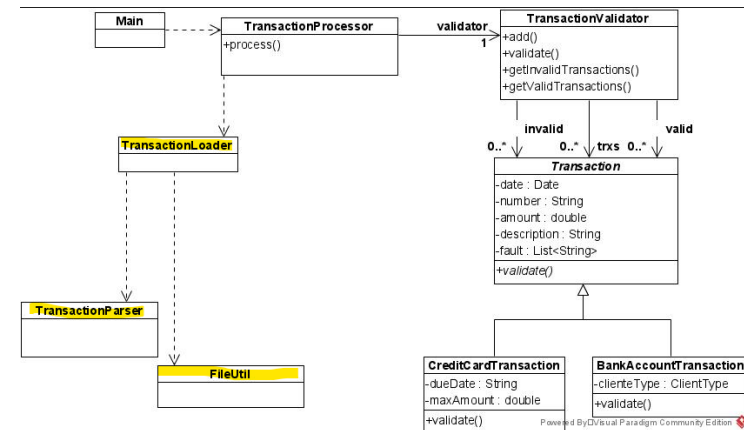 Main
TransactionProcessor
+process()
validator
1
TransactionValidator
+add()
+validate()
+getInvalidTransactions()
+getValidTransactions()
invalid
valid
0..*
0..*
trxs
0..*
TransactionLoader
Transaction
-date : Date
-number : String
-amount : double
-description : String
-fault : List<String>
+validate()
TransactionParser
FileUtil
CreditCardTransaction
-dueDate : String
-maxAmount : double
+validate()
BankAccountTransaction
-clienteType : ClientType
+validate()
Powered By Visual Paradigm Community Edition